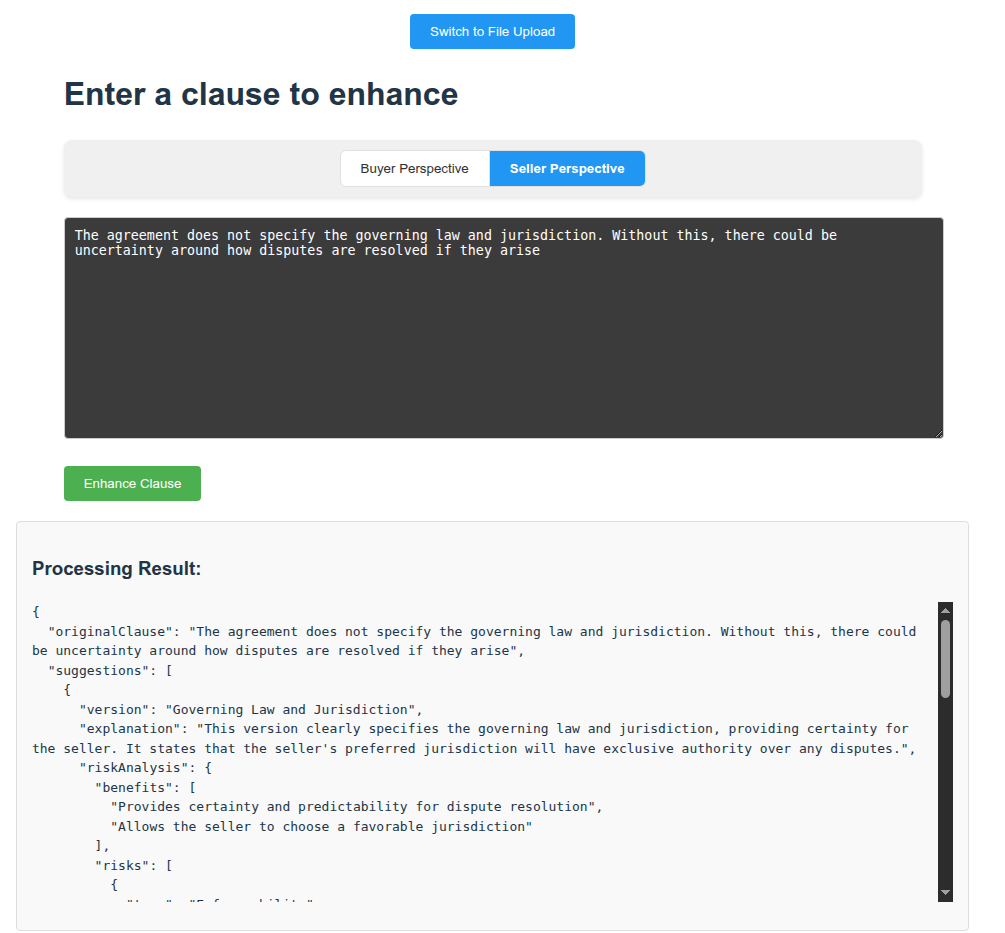 Switch to File Upload
Enter a clause to enhance
Buyer Perspective
Seller Perspective
The agreement does not specify the governing law and jurisdiction. Without this, there could be
uncertainty around how disputes are resolved if they arise
Enhance Clause
Processing Result:
{
  "originalClause": "The agreement does not specify the governing law and jurisdiction. Without this, there could
be uncertainty around how disputes are resolved if they arise",
  "suggestions": [
    {
      "version": "Governing Law and Jurisdiction",
      "explanation": "This version clearly specifies the governing law and jurisdiction, providing certainty for
the seller. It states that the seller's preferred jurisdiction will have exclusive authority over any disputes.",
      "riskAnalysis": {
        "benefits": [
          "Provides certainty and predictability for dispute resolution",
          "Allows the seller to choose a favorable jurisdiction"
        ],
        "risks": [
          {